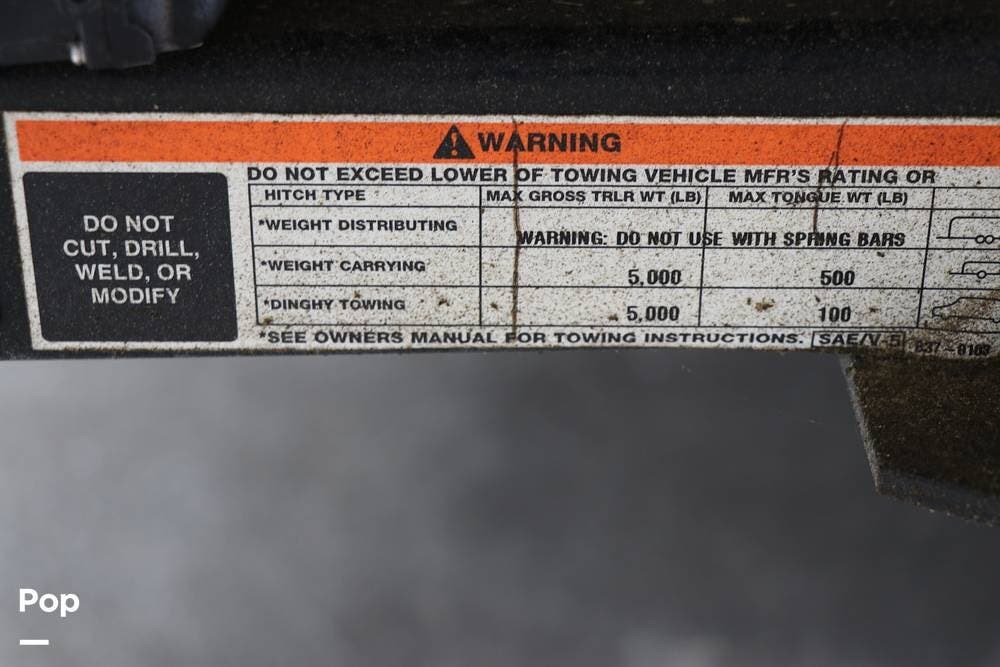 WARNING
DO NOT EXCEED LOWER OF TOWING VEHICLE MFR'S RATING OR
DO NOT
CUT, DRILL,
WELD, OR
MODIFY
HITCH TYPE MAX GROSS TRLR WT (LB) MAX TONGUE WT (LB)
*WEIGHT DISTRIBUTING WARNING: DO NOT USE WITH SPRING BARS
*WEIGHT CARRYING 5,000 500
*DINGHY TOWING 5,000 100
*SEE OWNERS MANUAL FOR TOWING INSTRUCTIONS. SAE/V-5
Pop